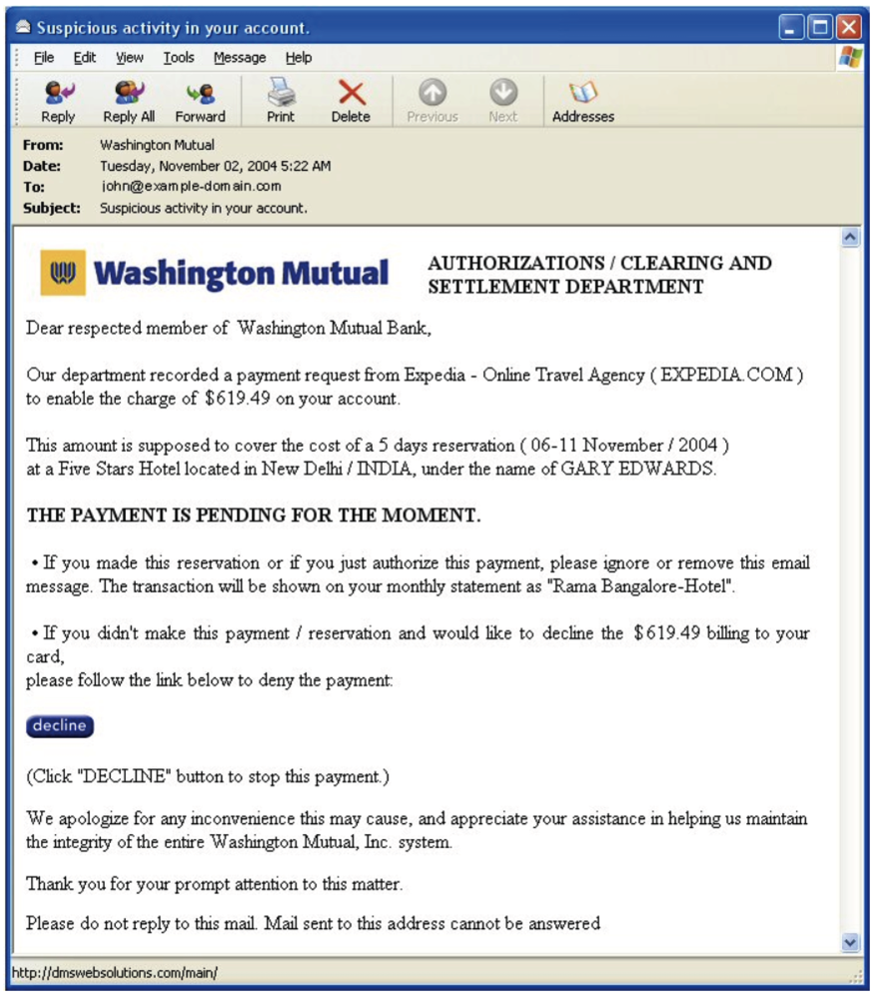 Suspicious activity in your account.
File Edit View Tools Message Help
Reply Reply All Forward Print Delete Previous Next Addresses
From: Washington Mutual
Date: Tuesday, November 02, 2004 5:22 AM
To: john@example-domain.com
Subject: Suspicious activity in your account.
Washington Mutual
AUTHORIZATIONS / CLEARING AND
SETTLEMENT DEPARTMENT
Dear respected member of Washington Mutual Bank,
Our department recorded a payment request from Expedia - Online Travel Agency ( EXPEDIA.COM )
to enable the charge of $619.49 on your account.
This amount is supposed to cover the cost of a 5 days reservation ( 06-11 November / 2004 )
at a Five Stars Hotel located in New Delhi / INDIA, under the name of GARY EDWARDS.
THE PAYMENT IS PENDING FOR THE MOMENT.
• If you made this reservation or if you just authorize this payment, please ignore or remove this email
message. The transaction will be shown on your monthly statement as "Rama Bangalore-Hotel".
• If you didn't make this payment / reservation and would like to decline the $619.49 billing to your
card,
please follow the link below to deny the payment:
decline
(Click "DECLINE" button to stop this payment.)
We apologize for any inconvenience this may cause, and appreciate your assistance in helping us maintain
the integrity of the entire Washington Mutual, Inc. system.
Thank you for your prompt attention to this matter.
Please do not reply to this mail. Mail sent to this address cannot be answered
http://dmswebsolutions.com/main/